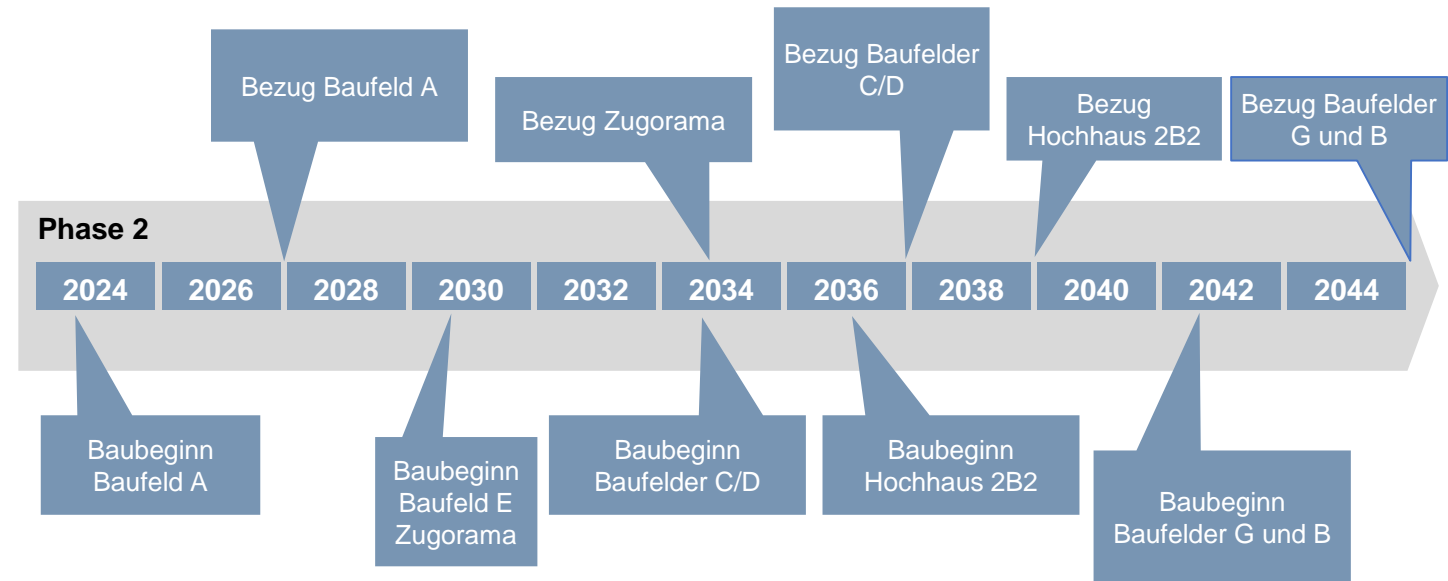 Bezug Baufeld A
Bezug Zugorama
Bezug Baufelder
C/D
Bezug
Hochhaus 2B2
Bezug Baufelder
G und B
Phase 2
2024 2026 2028 2030 2032 2034 2036 2038 2040 2042 2044
Baubeginn
Baufeld A
Baubeginn
Baufeld E
Zugorama
Baubeginn
Baufelder C/D
Baubeginn
Hochhaus 2B2
Baubeginn
Baufelder G und B